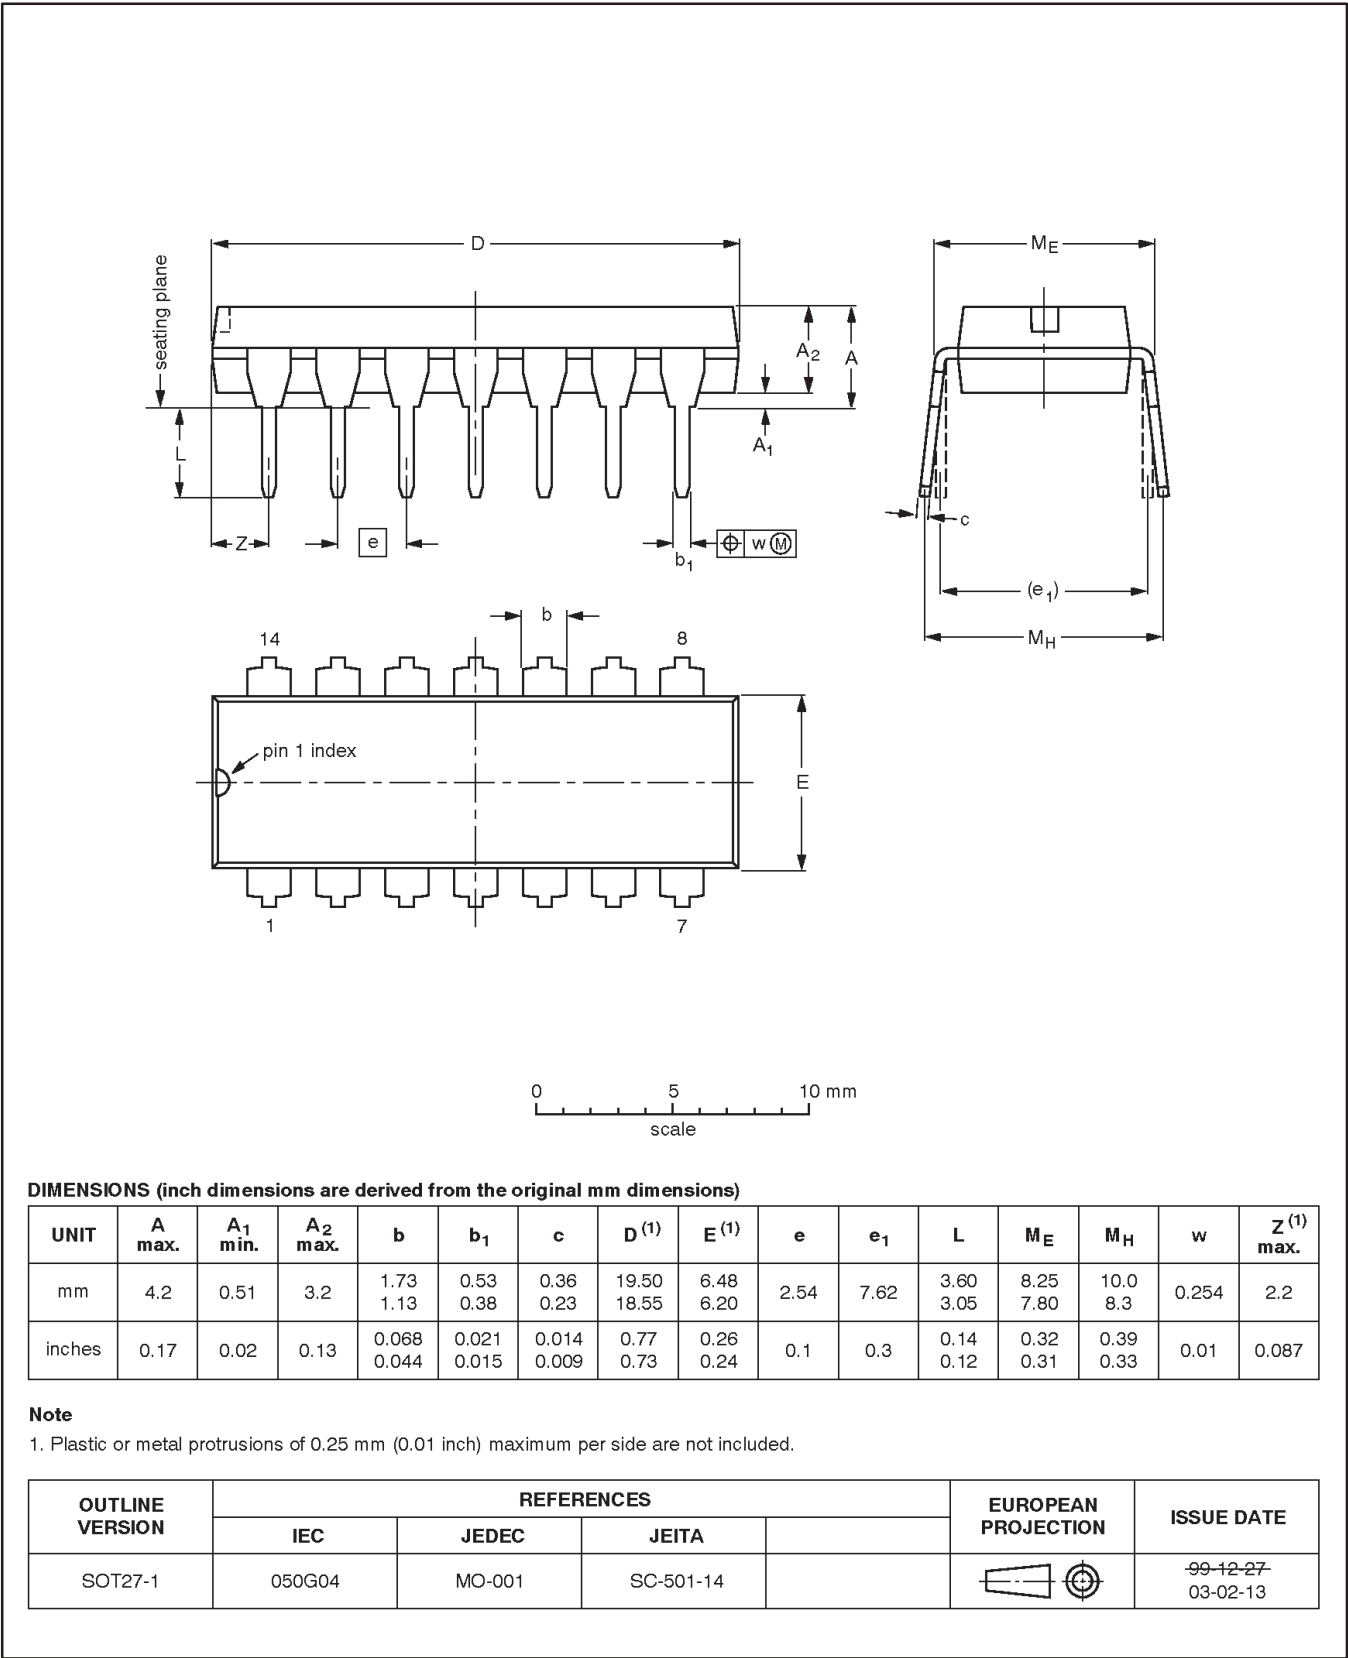 D
ME
seating plane
A2
A
A1
L
Z
e
b1
w M
c
(e1)
MH
b
14
8
pin 1 index
E
1
7
0 5 10 mm
scale
DIMENSIONS (inch dimensions are derived from the original mm dimensions)
UNIT A max. A1 min. A2 max. b b1 c D(1) E(1) e e1 L ME MH w Z(1) max.
mm 4.2 0.51 3.2 1.73 1.13 0.53 0.38 0.36 0.23 19.50 18.55 6.48 6.20 2.54 7.62 3.60 3.05 8.25 7.80 10.0 8.3 0.254 2.2
inches 0.17 0.02 0.13 0.068 0.044 0.021 0.015 0.014 0.009 0.77 0.73 0.26 0.24 0.1 0.3 0.14 0.12 0.32 0.31 0.39 0.33 0.01 0.087
Note
1. Plastic or metal protrusions of 0.25 mm (0.01 inch) maximum per side are not included.
OUTLINE VERSION
REFERENCES
EUROPEAN PROJECTION
ISSUE DATE
IEC JEDEC JEITA
SOT27-1 050G04 MO-001 SC-501-14
99-12-27
03-02-13